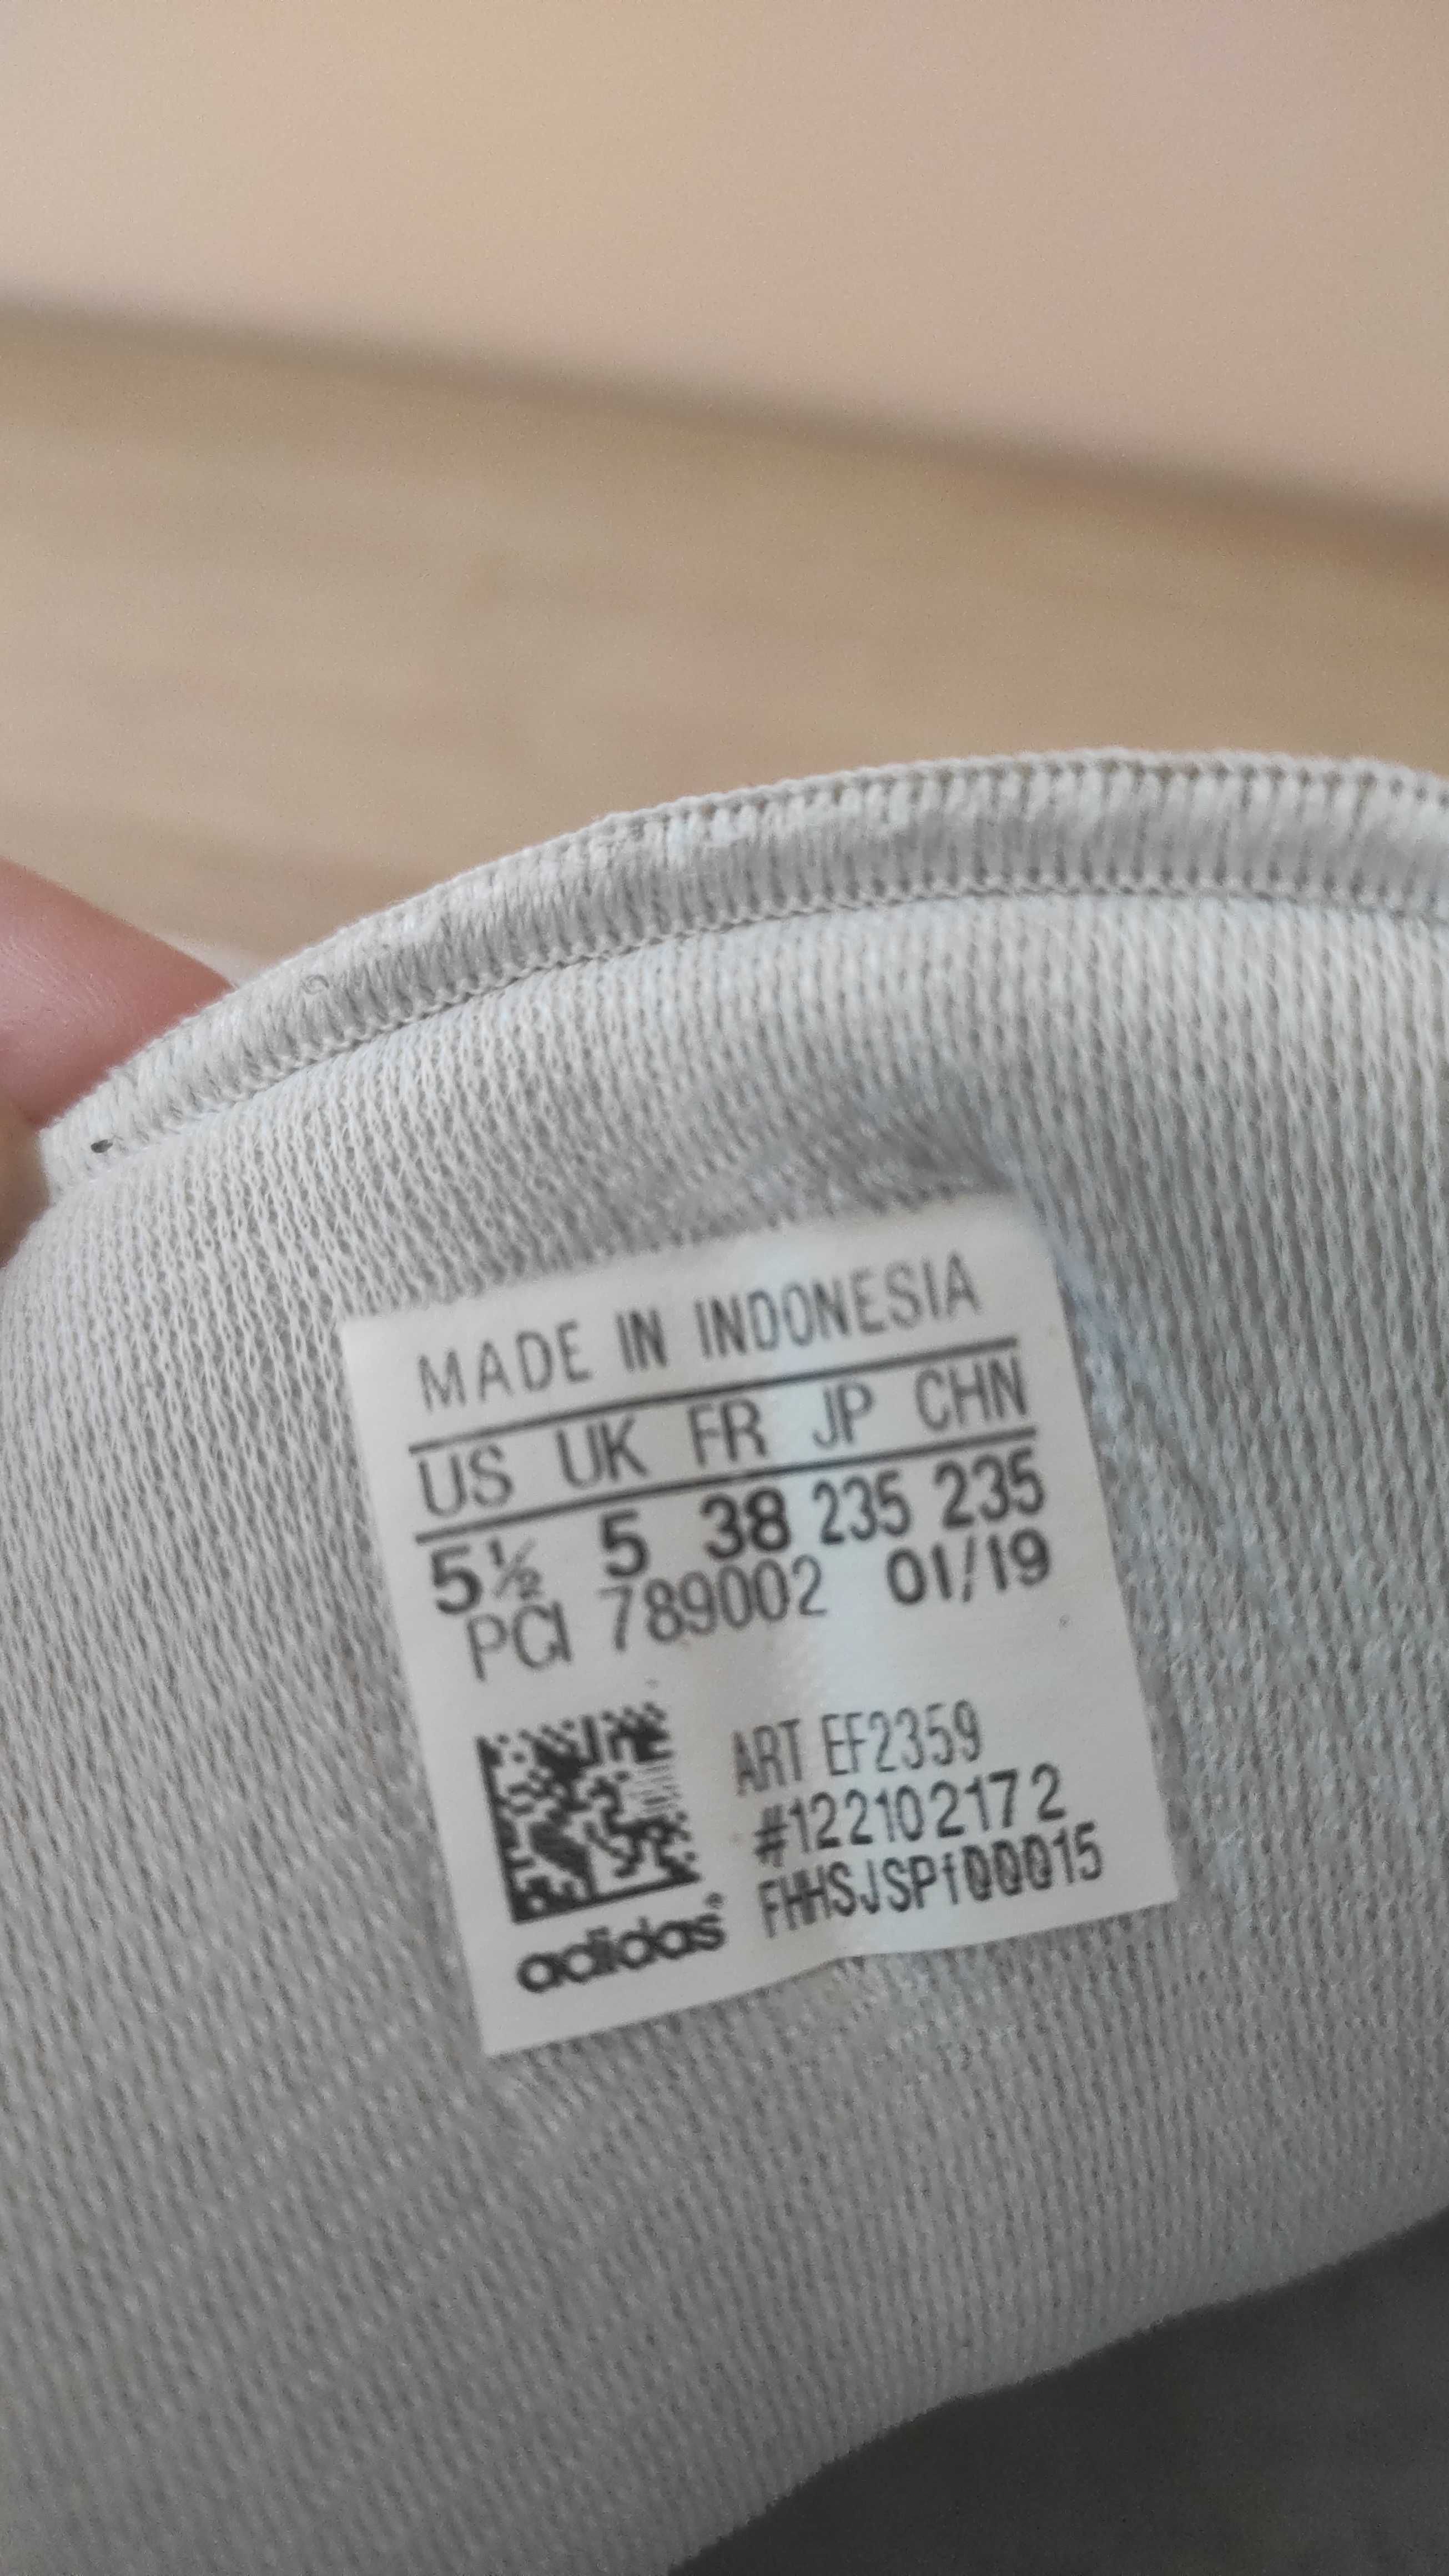 MADE IN INDONESIA
US UK FR JP CHN
5½ 5 38 235 235
PCI 789002 01/19
ART EF2359
#122102172
FHHSJSPf00015
adidas®